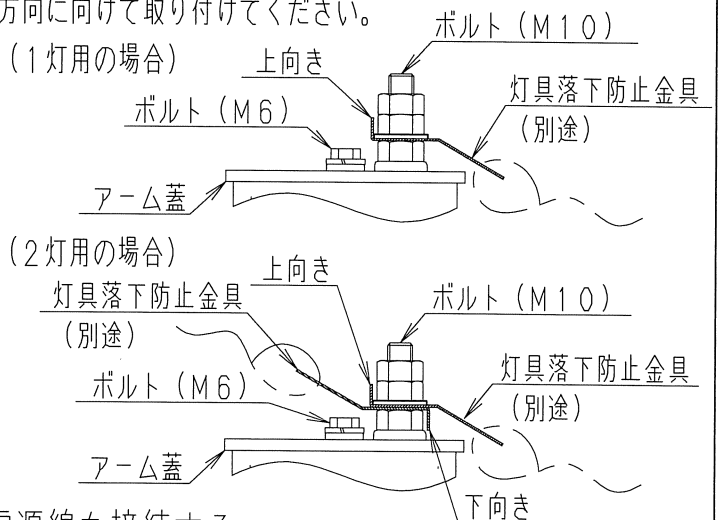 方向に向けて取り付けてください。
(1灯用の場合)
ボルト(M10)
上向き
ボルト(M6)
灯具落下防止金具
(別途)
アーム蓋
(2灯用の場合)
上向き
灯具落下防止金具
(別途)
ボルト(M10)
ボルト(M6)
灯具落下防止金具
(別途)
アーム蓋
下向き
電源線を接続する